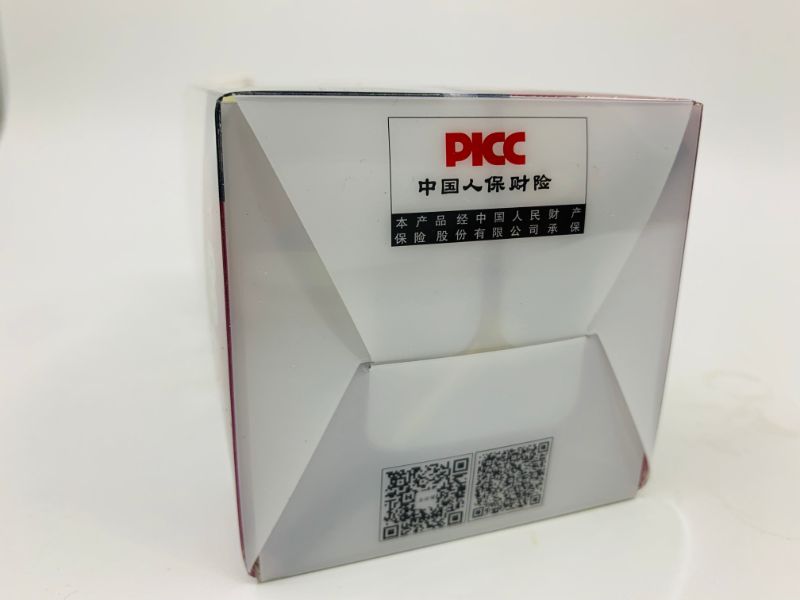 PICC
中国人保财险
本产品经中国人民财产
保险股份有限公司承保